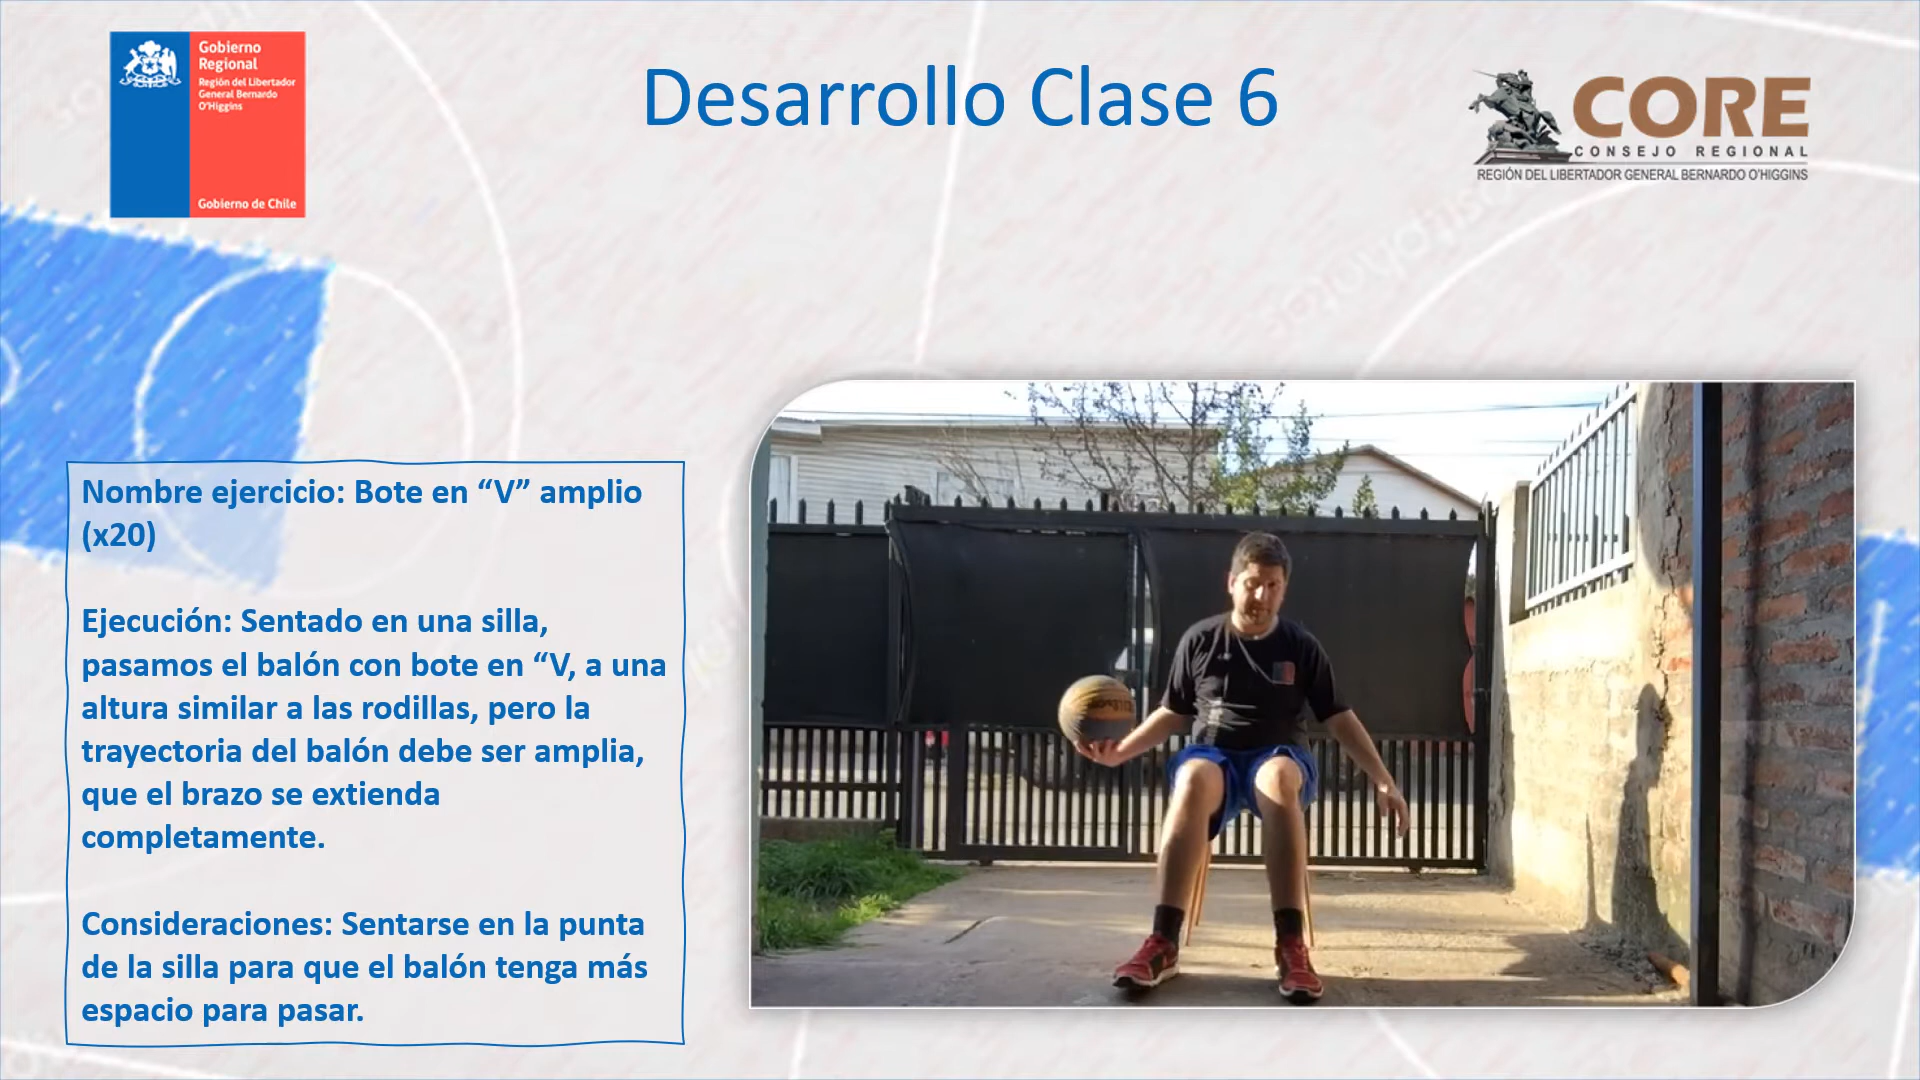 Gobierno
Regional
Región del Libertador
General Bernardo
O'Higgins
Gobierno de Chile
Desarrollo Clase 6
CORE
CONSEJO REGIONAL
REGIÓN DEL LIBERTADOR GENERAL BERNARDO O'HIGGINS
Nombre ejercicio: Bote en “V” amplio
(x20)
Ejecución: Sentado en una silla,
pasamos el balón con bote en “V, a una
altura similar a las rodillas, pero la
trayectoria del balón debe ser amplia,
que el brazo se extienda
completamente.
Consideraciones: Sentarse en la punta
de la silla para que el balón tenga más
espacio para pasar.